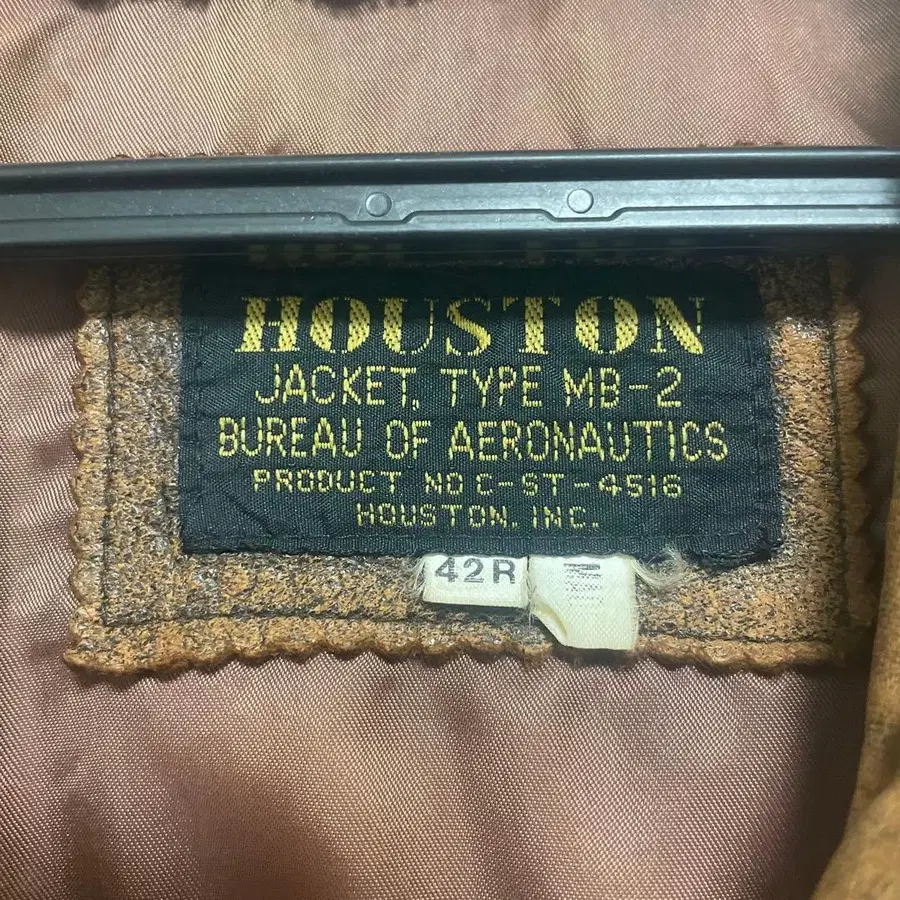 HOUSTON
JACKET, TYPE MB-2
BUREAU OF AERONAUTICS
PRODUCT NO C-ST-4516
HOUSTON, INC.
42R